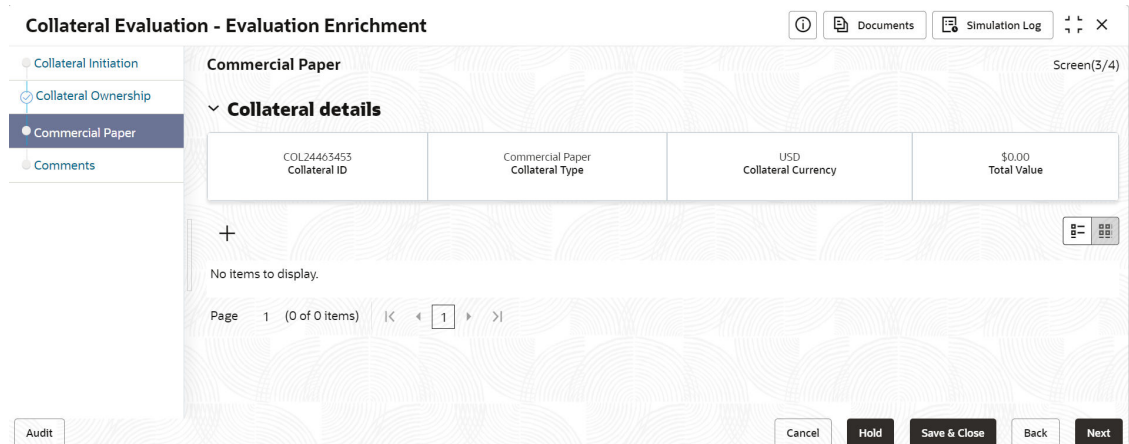 Collateral Evaluation - Evaluation Enrichment
Documents
Simulation Log
Collateral Initiation
Collateral Ownership
Commercial Paper
Comments
Commercial Paper
Screen(3/4)
Collateral details
COL24463453
Collateral ID
Commercial Paper
Collateral Type
USD
Collateral Currency
$0.00
Total Value
No items to display.
Page 1 (0 of 0 items) 1
Audit
Cancel
Hold
Save & Close
Back
Next